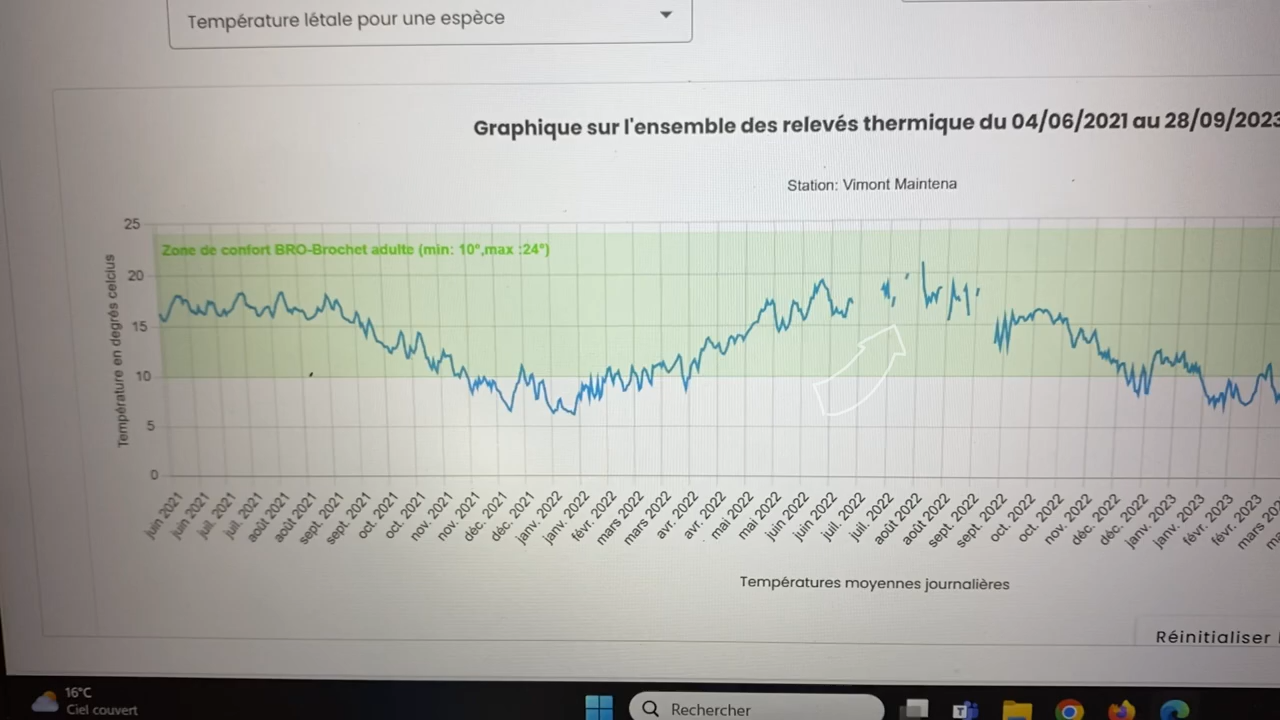 Température létale pour une espèce
Graphique sur l'ensemble des relevés thermique du 04/06/2021 au 28/09/2023
Station: Vimont Maintena
Température en degrés celcius
25
20
15
10
5
0
Zone de confort BRO-Brochet adulte (min: 10°,max :24°)
juin 2021
juin 2021
juil. 2021
juil. 2021
août 2021
août 2021
sept. 2021
sept. 2021
oct. 2021
oct. 2021
nov. 2021
nov. 2021
déc. 2021
déc. 2021
janv. 2022
janv. 2022
févr. 2022
mars 2022
mars 2022
avr. 2022
avr. 2022
mai 2022
mai 2022
juin 2022
juin 2022
juil. 2022
juil. 2022
août 2022
août 2022
sept. 2022
sept. 2022
oct. 2022
oct. 2022
nov. 2022
déc. 2022
déc. 2022
janv. 2023
janv. 2023
févr. 2023
févr. 2023
mars 2023
Températures moyennes journalières
Réinitialiser
16°C
Ciel couvert
Rechercher